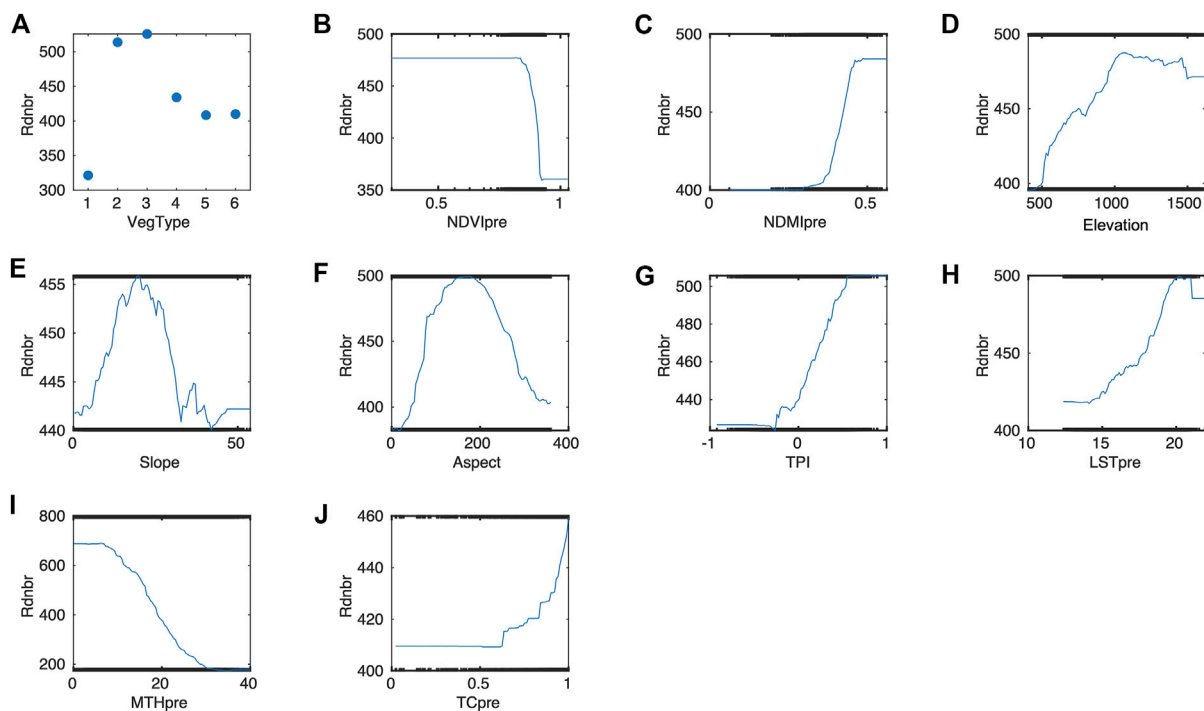 A
Rdnbr
500
450
400
350
300
1 2 3 4 5 6
VegType
B
Rdnbr
500
450
400
350
0.5 1
NDVIpre
C
Rdnbr
500
450
400
0 0.5
NDMIpre
D
Rdnbr
500
450
400
500 1000 1500
Elevation
E
Rdnbr
455
450
445
440
0 50
Slope
F
Rdnbr
500
450
400
0 200 400
Aspect
G
Rdnbr
500
480
460
440
-1 0 1
TPI
H
Rdnbr
500
450
400
10 15 20
LSTpre
I
Rdnbr
800
600
400
200
0 20 40
MTHpre
J
Rdnbr
460
440
420
400
0 0.5 1
TCpre